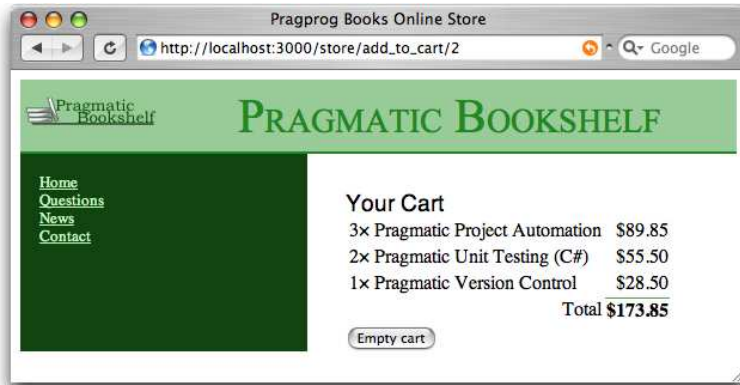 Pragprog Books Online Store
http://localhost:3000/store/add_to_cart/2
Google
Pragmatic
Bookshelf
PRAGMATIC BOOKSHELF
Home
Questions
News
Contact
Your Cart
3× Pragmatic Project Automation $89.85
2× Pragmatic Unit Testing (C#) $55.50
1× Pragmatic Version Control $28.50
Total $173.85
Empty cart